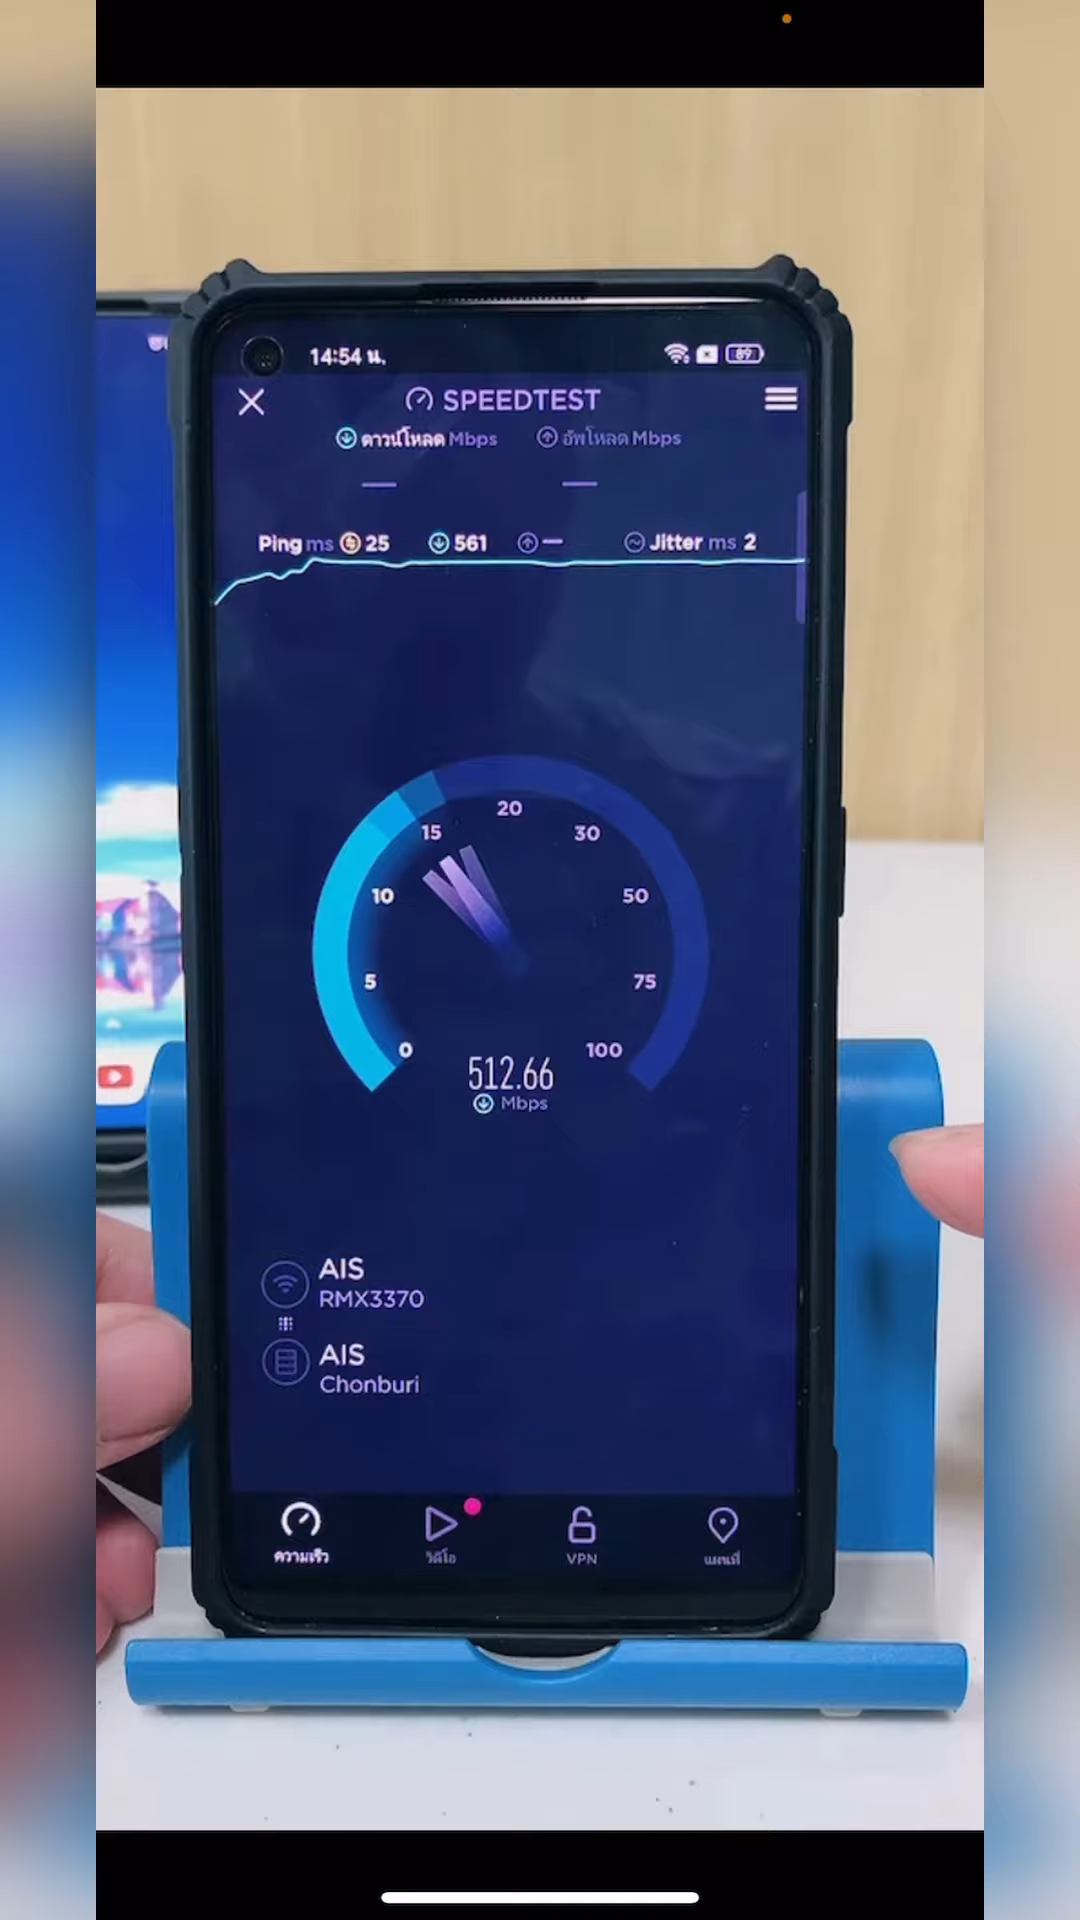 14:54 น.
89
SPEEDTEST
ดาวน์โหลด Mbps
อัพโหลด Mbps
Ping ms 25
561
Jitter ms 2
20
15
30
10
50
5
75
0
100
512.66
Mbps
AIS
RMX3370
AIS
Chonburi
ความเร็ว
วิดีโอ
VPN
แผนที่